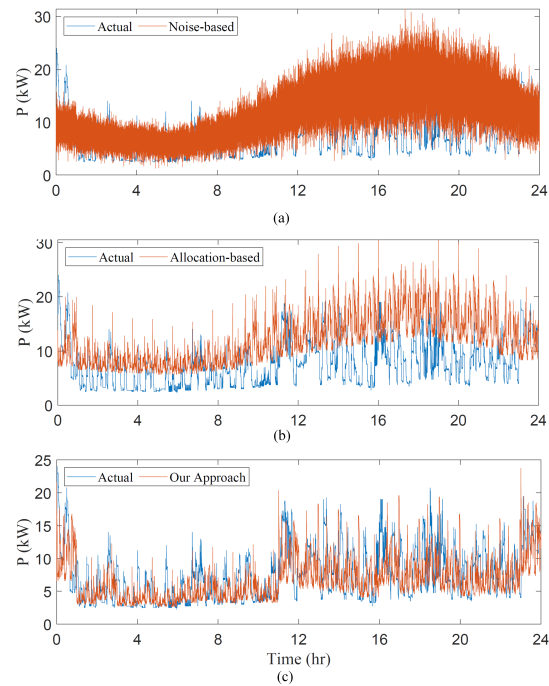 30
20
10
0
P (kW)
Actual Noise-based
0 4 8 12 16 20 24
(a)
30
20
10
0
P (kW)
Actual Allocation-based
0 4 8 12 16 20 24
(b)
25
20
15
10
5
0
P (kW)
Actual Our Approach
0 4 8 12 16 20 24
Time (hr)
(c)